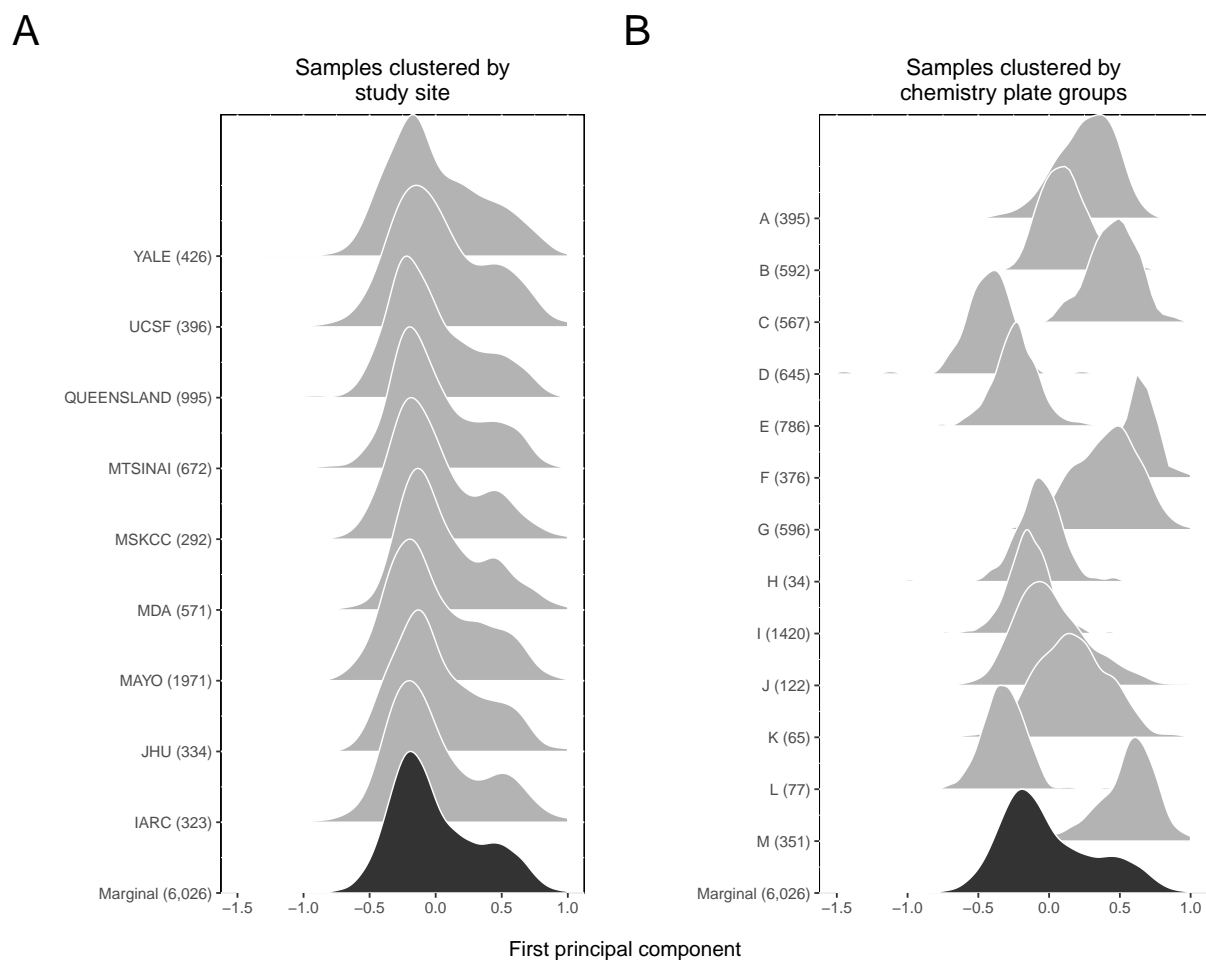 A
Samples clustered by
study site
YALE (426)
UCSF (396)
QUEENSLAND (995)
MTSINAI (672)
MSKCC (292)
MDA (571)
MAYO (1971)
JHU (334)
IARC (323)
Marginal (6,026)
−1.5 −1.0 −0.5 0.0 0.5 1.0
B
Samples clustered by
chemistry plate groups
A (395)
B (592)
C (567)
D (645)
E (786)
F (376)
G (596)
H (34)
I (1420)
J (122)
K (65)
L (77)
M (351)
Marginal (6,026)
−1.5 −1.0 −0.5 0.0 0.5 1.0
First principal component